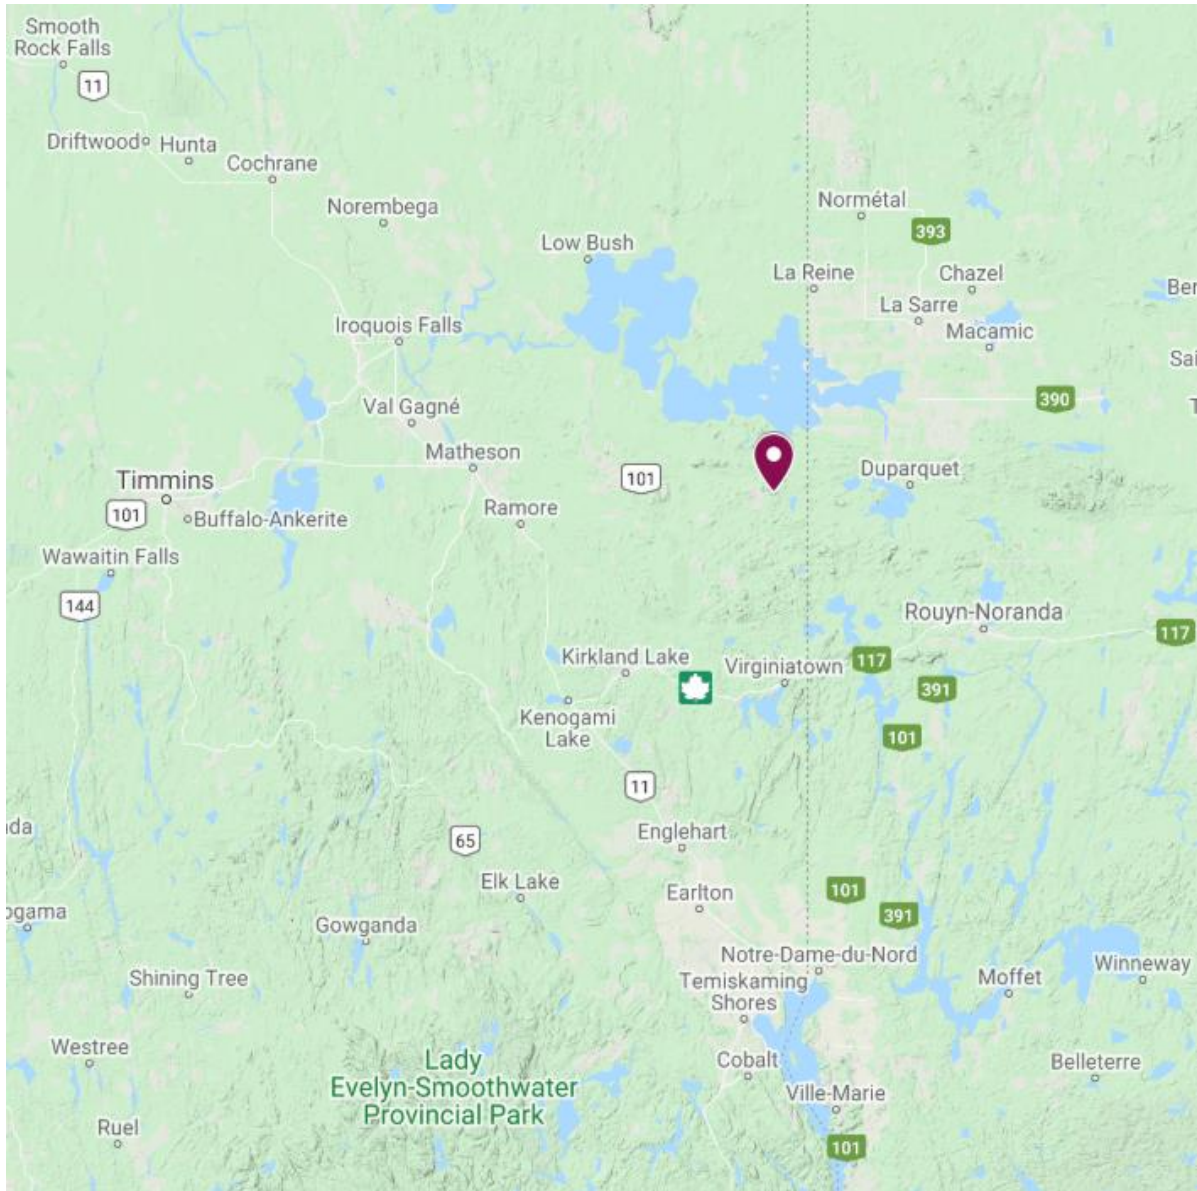 Smooth
Rock Falls
11
Driftwood
Hunta
Cochrane
Norembega
Normétal
393
Low Bush
La Reine
Chazel
Ber
La Sarre
Iroquois Falls
Macamic
Sai
390
T
Val Gagné
Matheson
Timmins
101
Duparquet
101
Buffalo-Ankerite
Ramore
Wawaitin Falls
144
Rouyn-Noranda
117
Kirkland Lake
Virginiatown
117
391
Kenogami
Lake
101
11
Englehart
da
65
Elk Lake
Earlton
101
391
ogama
Gowganda
Notre-Dame-du-Nord
Shining Tree
Temiskaming
Shores
Moffet
Winneway
Westree
Lady
Evelyn-Smoothwater
Provincial Park
Cobalt
Belleterre
Ville-Marie
Ruel
101